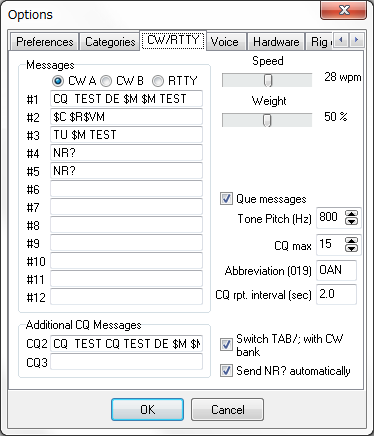 Options
Preferences Categories CW/RTTY Voice Hardware Rig
Messages
CW A CW B RTTY
#1 CQ TEST DE $M $M TEST
#2 $C $R$VM
#3 TU $M TEST
#4 NR?
#5 NR?
#6
#7
#8
#9
#10
#11
#12
Additional CQ Messages
CQ2 CQ TEST CQ TEST DE $M
CQ3
Speed
28 wpm
Weight
50 %
Que messages
Tone Pitch (Hz) 800
CQ max 15
Abbreviation (019) OAN
CQ rpt. interval (sec) 2.0
Switch TAB/; with CW
bank
Send NR? automatically
OK Cancel